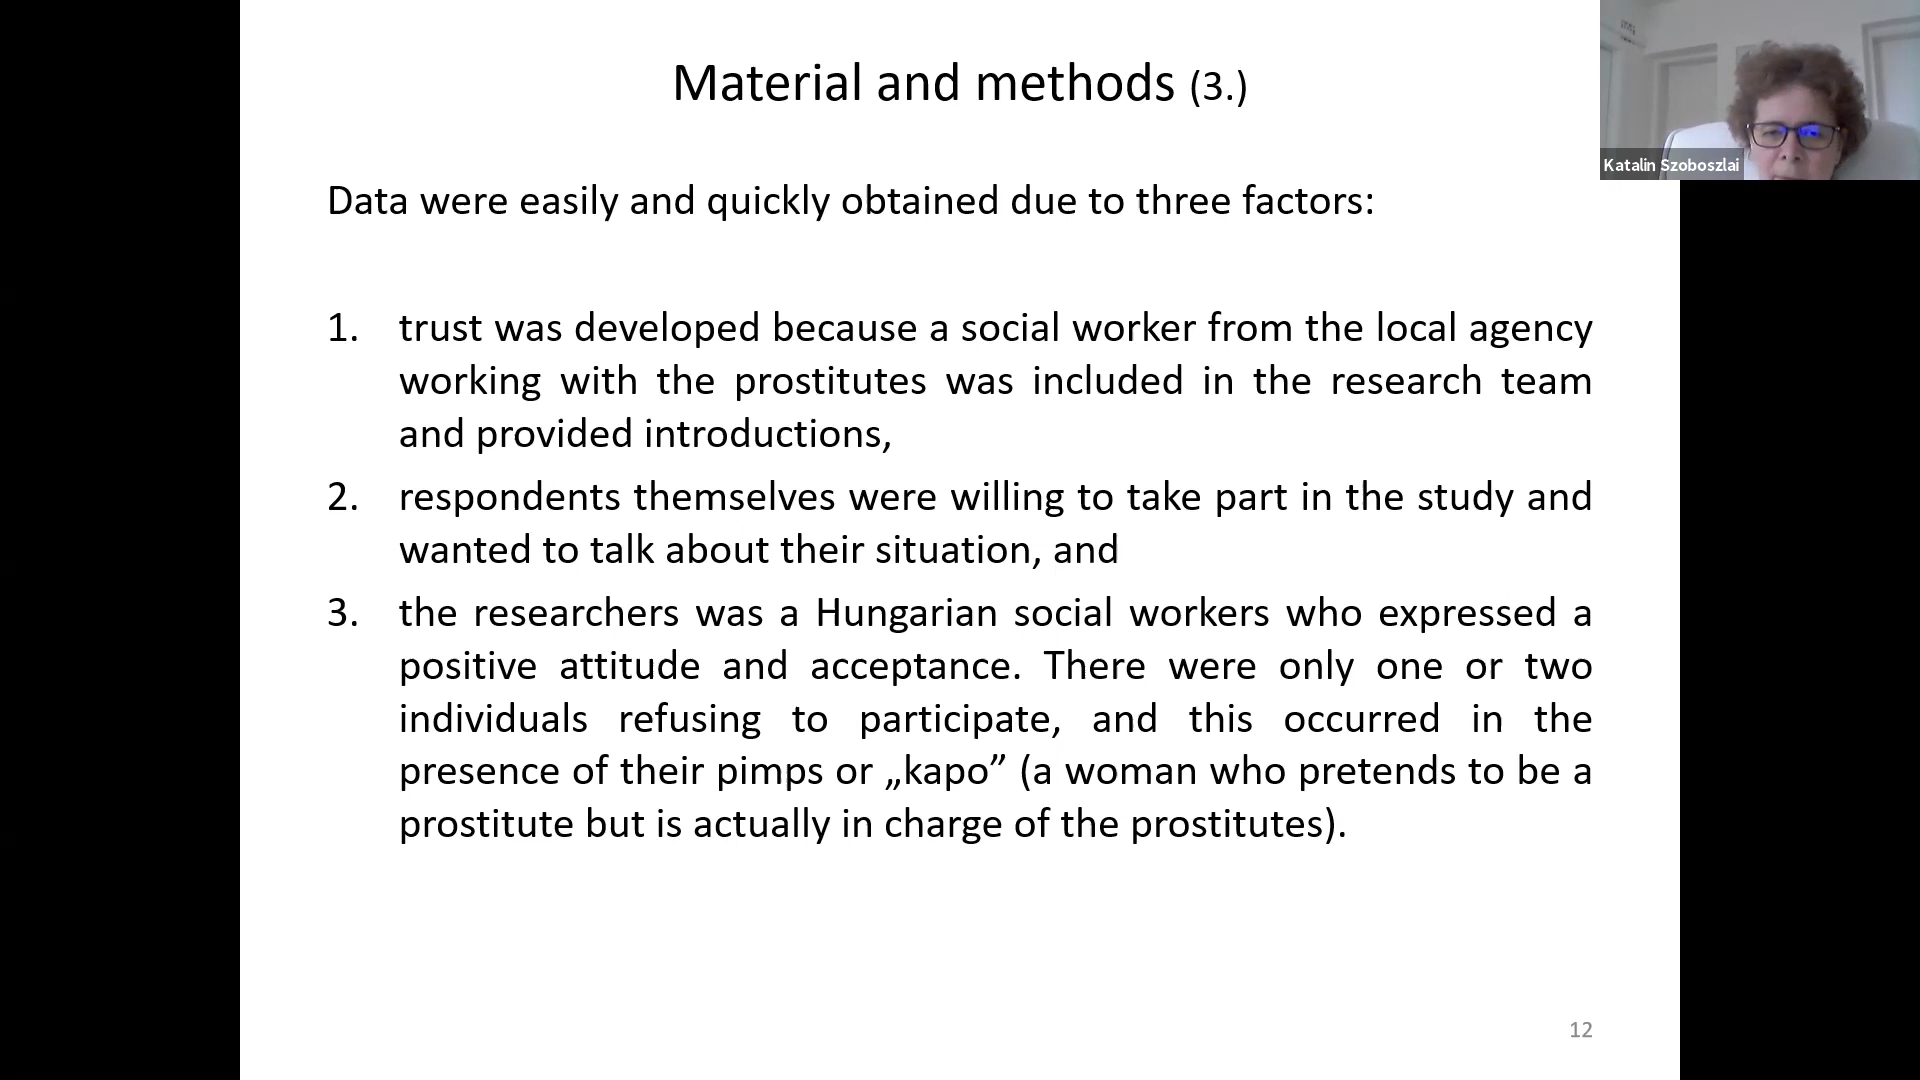 Material and methods (3.)
Katalin Szoboszlai
Data were easily and quickly obtained due to three factors:
1. trust was developed because a social worker from the local agency
working with the prostitutes was included in the research team
and provided introductions,
2. respondents themselves were willing to take part in the study and
wanted to talk about their situation, and
3. the researchers was a Hungarian social workers who expressed a
positive attitude and acceptance. There were only one or two
individuals refusing to participate, and this occurred in the
presence of their pimps or „kapo” (a woman who pretends to be a
prostitute but is actually in charge of the prostitutes).
12